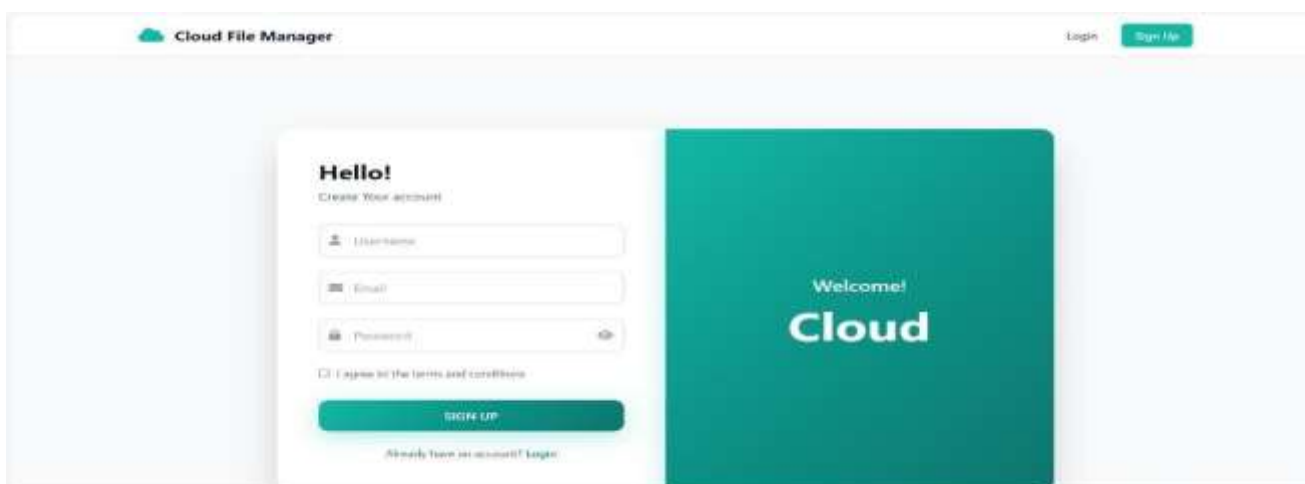 Cloud File Manager
Login
Sign Up
Hello!
Create Your account
Username
Email
Password
I agree to the terms and conditions
SIGN UP
Already have an account? Login
Welcome!
Cloud